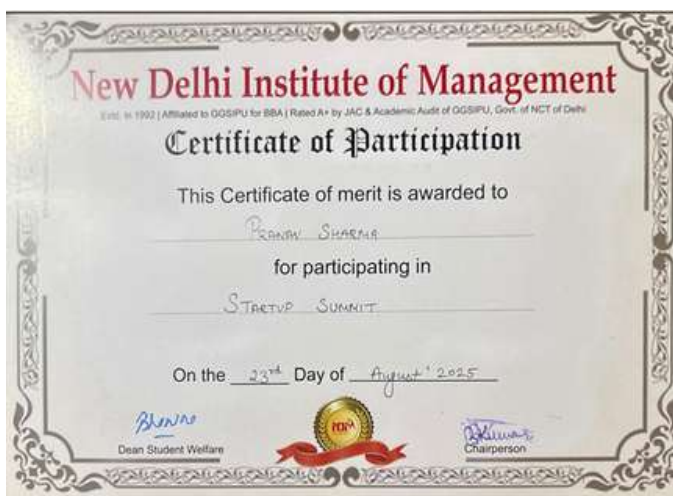 New Delhi Institute of Management
Estd. in 1992 | Affiliated to GGSIPU for BBA | Rated A+ by JAC & Academic Audit of GGSIPU, Govt. of NCT of Delhi
Certificate of Participation
This Certificate of merit is awarded to
PRANAV SHARMA
for participating in
STARTUP SUMMIT
On the 23rd Day of August' 2025
Dean Student Welfare
Chairperson